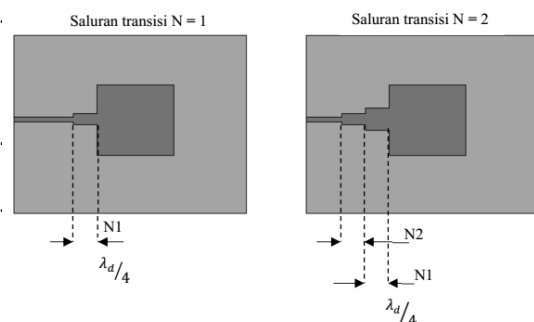 Saluran transisi N = 1
Saluran transisi N = 2
N1
λd/4
N2
N1
λd/4